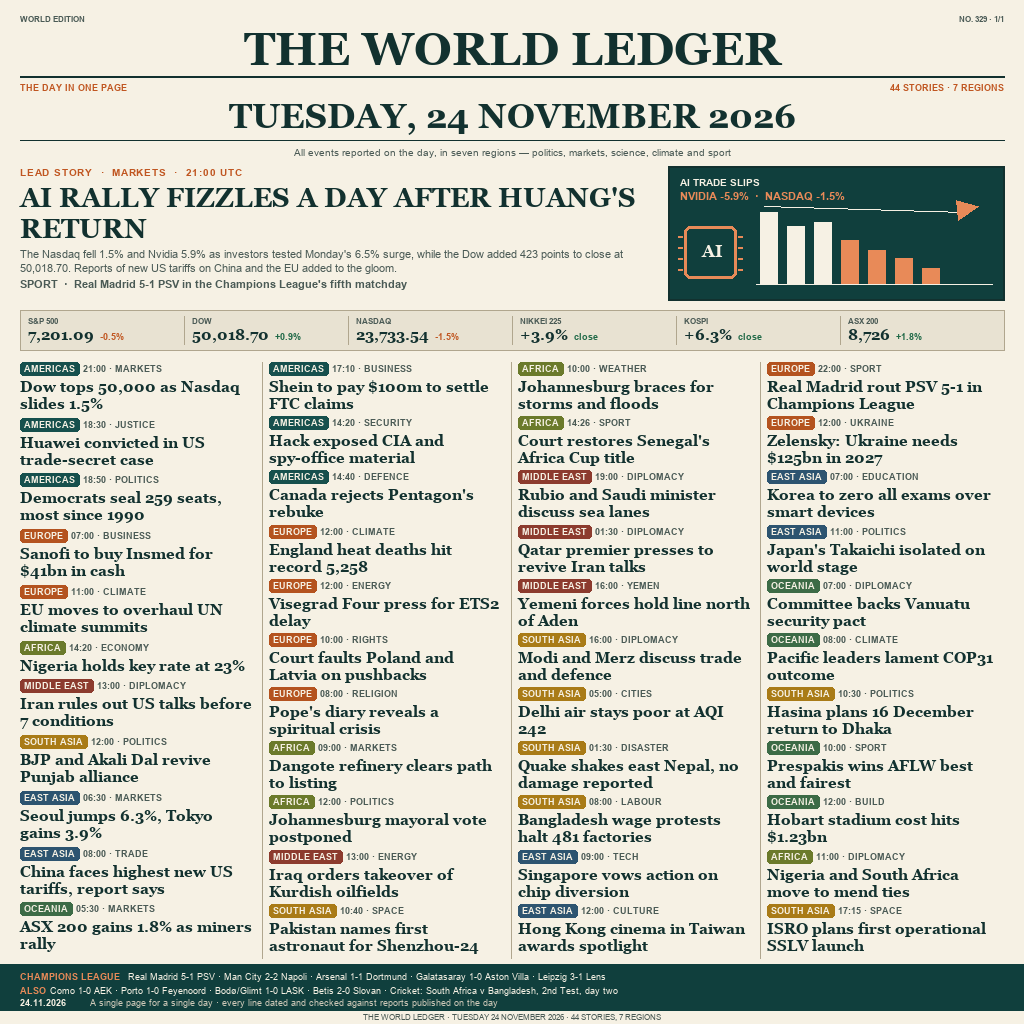 WORLD EDITION
NO. 329 · 1/1
THE WORLD LEDGER
THE DAY IN ONE PAGE
44 STORIES · 7 REGIONS
TUESDAY, 24 NOVEMBER 2026
All events reported on the day, in seven regions — politics, markets, science, climate and sport
LEAD STORY · MARKETS · 21:00 UTC
AI RALLY FIZZLES A DAY AFTER HUANG'S
RETURN
The Nasdaq fell 1.5% and Nvidia 5.9% as investors tested Monday's 6.5% surge, while the Dow added 423 points to close at
50,018.70. Reports of new US tariffs on China and the EU added to the gloom.
SPORT · Real Madrid 5-1 PSV in the Champions League's fifth matchday
AI TRADE SLIPS
NVIDIA -5.9% · NASDAQ -1.5%
AI
S&P 500
7,201.09 -0.5%
DOW
50,018.70 +0.9%
NASDAQ
23,733.54 -1.5%
NIKKEI 225
+3.9% close
KOSPI
+6.3% close
ASX 200
8,726 +1.8%
AMERICAS 21:00 · MARKETS
Dow tops 50,000 as Nasdaq
slides 1.5%
AMERICAS 18:30 · JUSTICE
Huawei convicted in US
trade-secret case
AMERICAS 18:50 · POLITICS
Democrats seal 259 seats,
most since 1990
EUROPE 07:00 · BUSINESS
Sanofi to buy Insmed for
$41bn in cash
EUROPE 11:00 · CLIMATE
EU moves to overhaul UN
climate summits
AFRICA 14:20 · ECONOMY
Nigeria holds key rate at 23%
MIDDLE EAST 13:00 · DIPLOMACY
Iran rules out US talks before
7 conditions
SOUTH ASIA 12:00 · POLITICS
BJP and Akali Dal revive
Punjab alliance
EAST ASIA 06:30 · MARKETS
Seoul jumps 6.3%, Tokyo
gains 3.9%
EAST ASIA 08:00 · TRADE
China faces highest new US
tariffs, report says
OCEANIA 05:30 · MARKETS
ASX 200 gains 1.8% as miners
rally
AMERICAS 17:10 · BUSINESS
Shein to pay $100m to settle
FTC claims
AMERICAS 14:20 · SECURITY
Hack exposed CIA and
spy-office material
AMERICAS 14:40 · DEFENCE
Canada rejects Pentagon's
rebuke
EUROPE 12:00 · CLIMATE
England heat deaths hit
record 5,258
EUROPE 12:00 · ENERGY
Visegrad Four press for ETS2
delay
EUROPE 10:00 · RIGHTS
Court faults Poland and
Latvia on pushbacks
EUROPE 08:00 · RELIGION
Pope's diary reveals a
spiritual crisis
AFRICA 09:00 · MARKETS
Dangote refinery clears path
to listing
AFRICA 12:00 · POLITICS
Johannesburg mayoral vote
postponed
MIDDLE EAST 13:00 · ENERGY
Iraq orders takeover of
Kurdish oilfields
SOUTH ASIA 10:40 · SPACE
Pakistan names first
astronaut for Shenzhou-24
AFRICA 10:00 · WEATHER
Johannesburg braces for
storms and floods
AFRICA 14:26 · SPORT
Court restores Senegal's
Africa Cup title
MIDDLE EAST 19:00 · DIPLOMACY
Rubio and Saudi minister
discuss sea lanes
MIDDLE EAST 01:30 · DIPLOMACY
Qatar premier presses to
revive Iran talks
MIDDLE EAST 16:00 · YEMEN
Yemeni forces hold line north
of Aden
SOUTH ASIA 16:00 · DIPLOMACY
Modi and Merz discuss trade
and defence
SOUTH ASIA 05:00 · CITIES
Delhi air stays poor at AQI
242
SOUTH ASIA 01:30 · DISASTER
Quake shakes east Nepal, no
damage reported
SOUTH ASIA 08:00 · LABOUR
Bangladesh wage protests
halt 481 factories
EAST ASIA 09:00 · TECH
Singapore vows action on
chip diversion
EAST ASIA 12:00 · CULTURE
Hong Kong cinema in Taiwan
awards spotlight
EUROPE 22:00 · SPORT
Real Madrid rout PSV 5-1 in
Champions League
EUROPE 12:00 · UKRAINE
Zelensky: Ukraine needs
$125bn in 2027
EAST ASIA 07:00 · EDUCATION
Korea to zero all exams over
smart devices
EAST ASIA 11:00 · POLITICS
Japan's Takaichi isolated on
world stage
OCEANIA 07:00 · DIPLOMACY
Committee backs Vanuatu
security pact
OCEANIA 08:00 · CLIMATE
Pacific leaders lament COP31
outcome
SOUTH ASIA 10:30 · POLITICS
Hasina plans 16 December
return to Dhaka
OCEANIA 10:00 · SPORT
Prespakis wins AFLW best
and fairest
OCEANIA 12:00 · BUILD
Hobart stadium cost hits
$1.23bn
AFRICA 11:00 · DIPLOMACY
Nigeria and South Africa
move to mend ties
SOUTH ASIA 17:15 · SPACE
ISRO plans first operational
SSLV launch
CHAMPIONS LEAGUE Real Madrid 5-1 PSV · Man City 2-2 Napoli · Arsenal 1-1 Dortmund · Galatasaray 1-0 Aston Villa · Leipzig 3-1 Lens
ALSO Como 1-0 AEK · Porto 1-0 Feyenoord · Bodø/Glimt 1-0 LASK · Betis 2-0 Slovan · Cricket: South Africa v Bangladesh, 2nd Test, day two
24.11.2026 A single page for a single day · every line dated and checked against reports published on the day
THE WORLD LEDGER · TUESDAY 24 NOVEMBER 2026 · 44 STORIES, 7 REGIONS